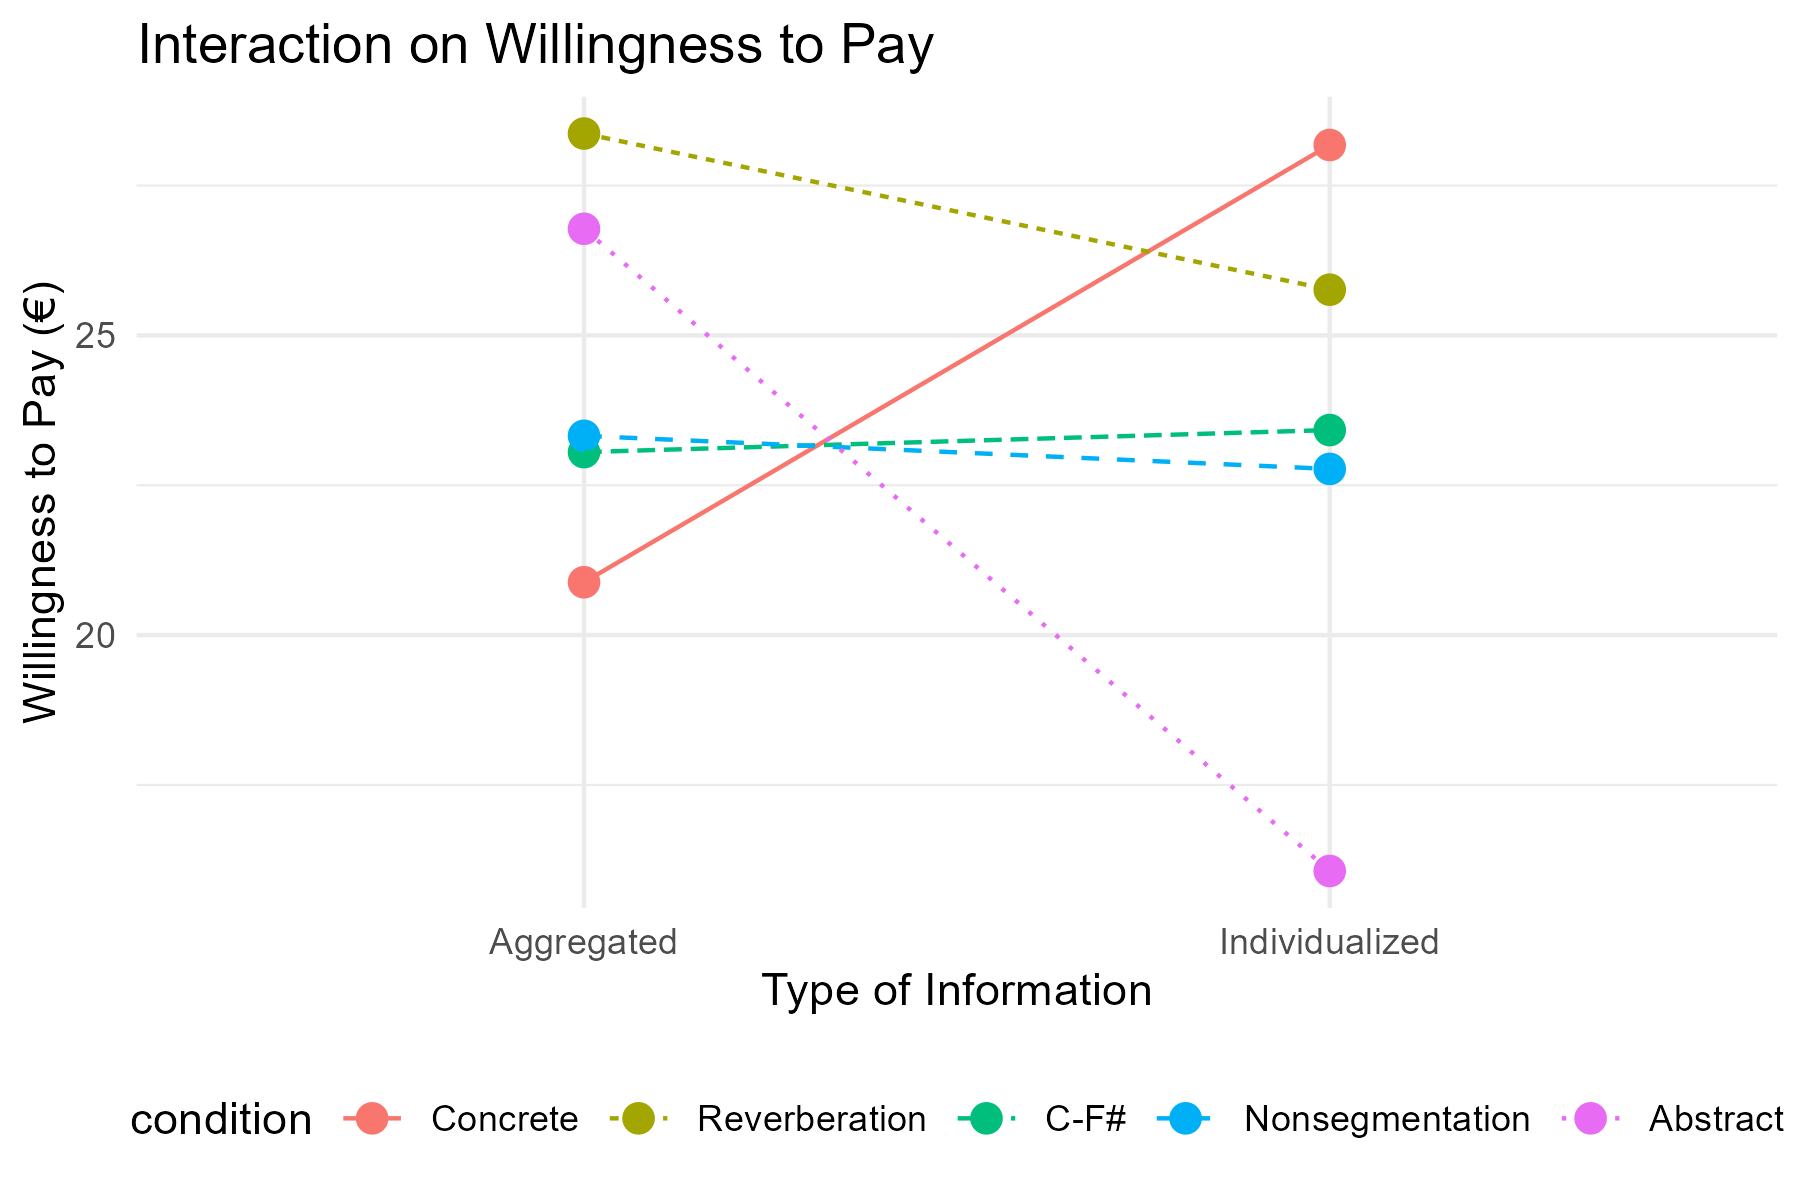 Interaction on Willingness to Pay
Willingness to Pay (€)
25
20
Aggregated Individualized
Type of Information
condition Concrete Reverberation C-F# Nonsegmentation Abstract